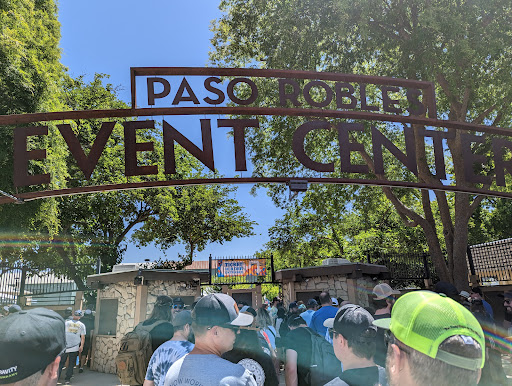 PASO ROBLES
EVENT CENTER